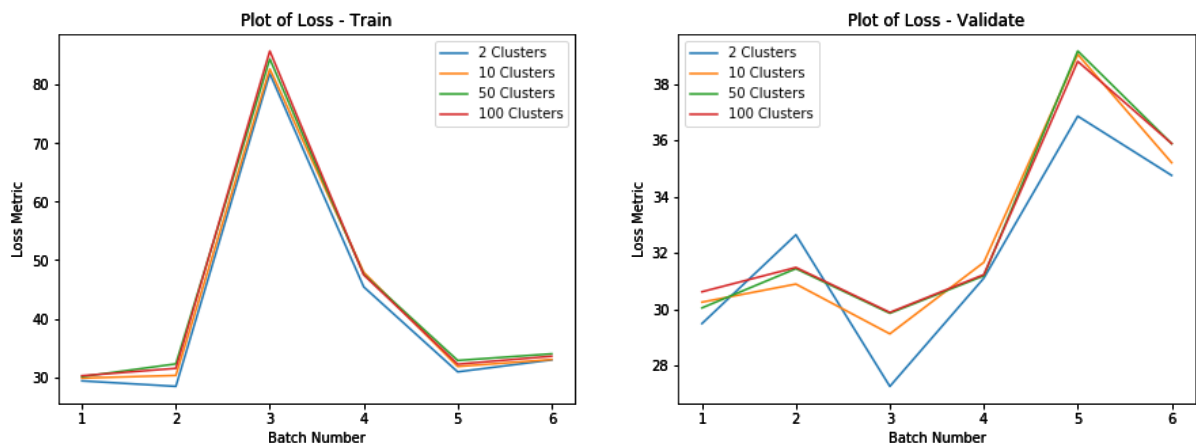 Plot of Loss - Train
Loss Metric
80
70
60
50
40
30
1 2 3 4 5 6
Batch Number
2 Clusters
10 Clusters
50 Clusters
100 Clusters
Plot of Loss - Validate
Loss Metric
38
36
34
32
30
28
1 2 3 4 5 6
Batch Number
2 Clusters
10 Clusters
50 Clusters
100 Clusters